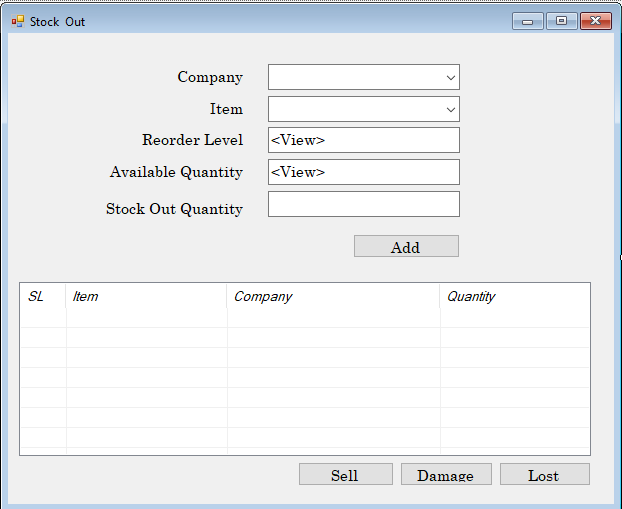 Stock Out
Company
Item
Reorder Level <View>
Available Quantity <View>
Stock Out Quantity
Add
SL Item Company Quantity
Sell Damage Lost